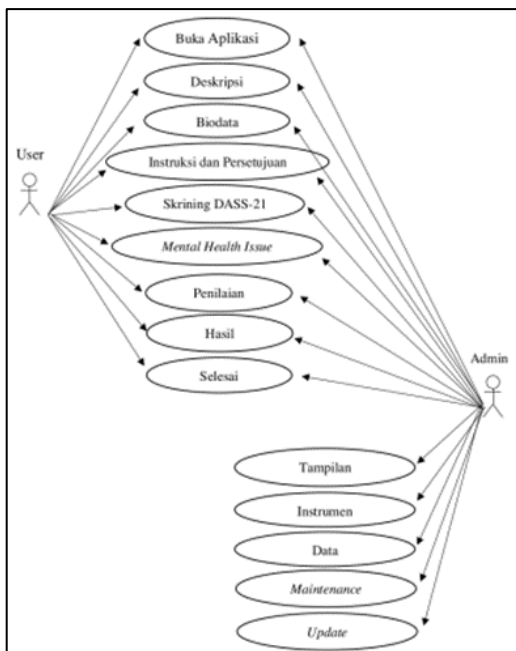 Buka Aplikasi
Deskripsi
Biodata
User
Instruksi dan Persetujuan
Skrining DASS-21
Mental Health Issue
Penilaian
Hasil
Admin
Selesai
Tampilan
Instrumen
Data
Maintenance
Update